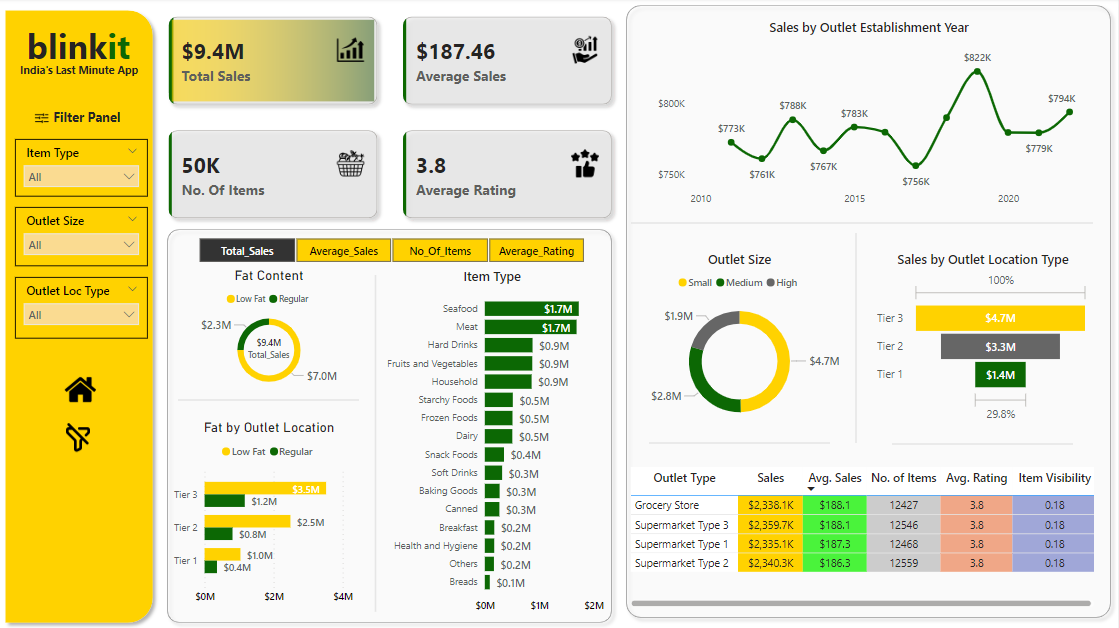 blinkit
India's Last Minute App
Filter Panel
Item Type
All
Outlet Size
All
Outlet Loc Type
All
$9.4M
Total Sales
$187.46
Average Sales
50K
No. Of Items
3.8
Average Rating
Total_Sales Average_Sales No_Of_Items Average_Rating
Fat Content
Low Fat Regular
$2.3M
$9.4M
Total_Sales
$7.0M
Fat by Outlet Location
Low Fat Regular
Tier 3 $3.5M
$1.2M
Tier 2 $2.5M
$0.8M
Tier 1 $1.0M
$0.4M
$0M $2M $4M
Item Type
Seafood $1.7M
Meat $1.7M
Hard Drinks $0.9M
Fruits and Vegetables $0.9M
Household $0.9M
Starchy Foods $0.5M
Frozen Foods $0.5M
Dairy $0.5M
Snack Foods $0.4M
Soft Drinks $0.3M
Baking Goods $0.3M
Canned $0.3M
Breakfast $0.2M
Health and Hygiene $0.2M
Others $0.2M
Breads $0.1M
$0M $1M $2M
Sales by Outlet Establishment Year
$822K
$800K
$773K $788K $783K $794K
$761K $767K $756K $779K
$750K
2010 2015 2020
Outlet Size
Small Medium High
$1.9M
$4.7M
$2.8M
Sales by Outlet Location Type
100%
Tier 3 $4.7M
Tier 2 $3.3M
Tier 1 $1.4M
29.8%
Outlet Type Sales Avg. Sales No. of Items Avg. Rating Item Visibility
Grocery Store $2,338.1K $188.1 12427 3.8 0.18
Supermarket Type 3 $2,359.7K $188.1 12546 3.8 0.18
Supermarket Type 1 $2,335.1K $187.3 12468 3.8 0.18
Supermarket Type 2 $2,340.3K $186.3 12559 3.8 0.18